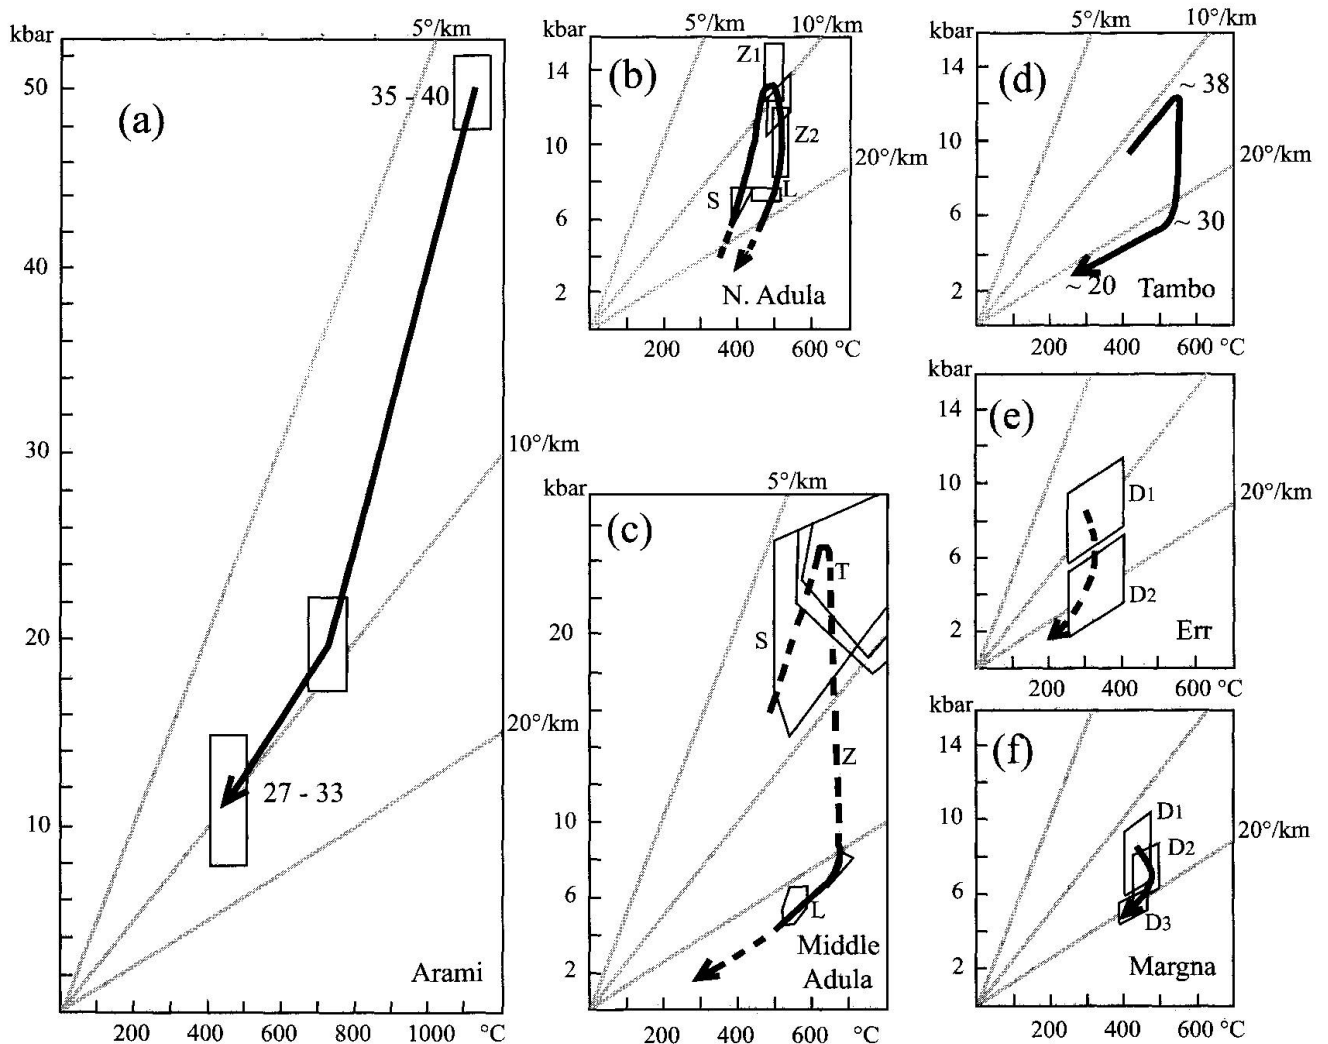 kbar
5°/km
50
(a)
35 - 40
40
30
10°/km
20
20°/km
27 - 33
10
Arami
200
400
600
800
1000
°C
kbar
5°/km
10°/km
14
(b)
Z1
10
Z2
20°/km
S
L
6
2
N. Adula
200
400
600
°C
kbar
5°/km
(c)
T
20
S
Z
10
6
L
2
Middle
Adula
200
400
600
°C
kbar
5°/km
10°/km
14
(d)
~ 38
10
20°/km
6
~ 30
2
~ 20
Tambo
200
400
600
°C
kbar
14
(e)
10
D1
20°/km
6
D2
2
Err
200
400
600
°C
kbar
14
(f)
10
D1
20°/km
D2
6
D3
2
Margna
200
400
600
°C